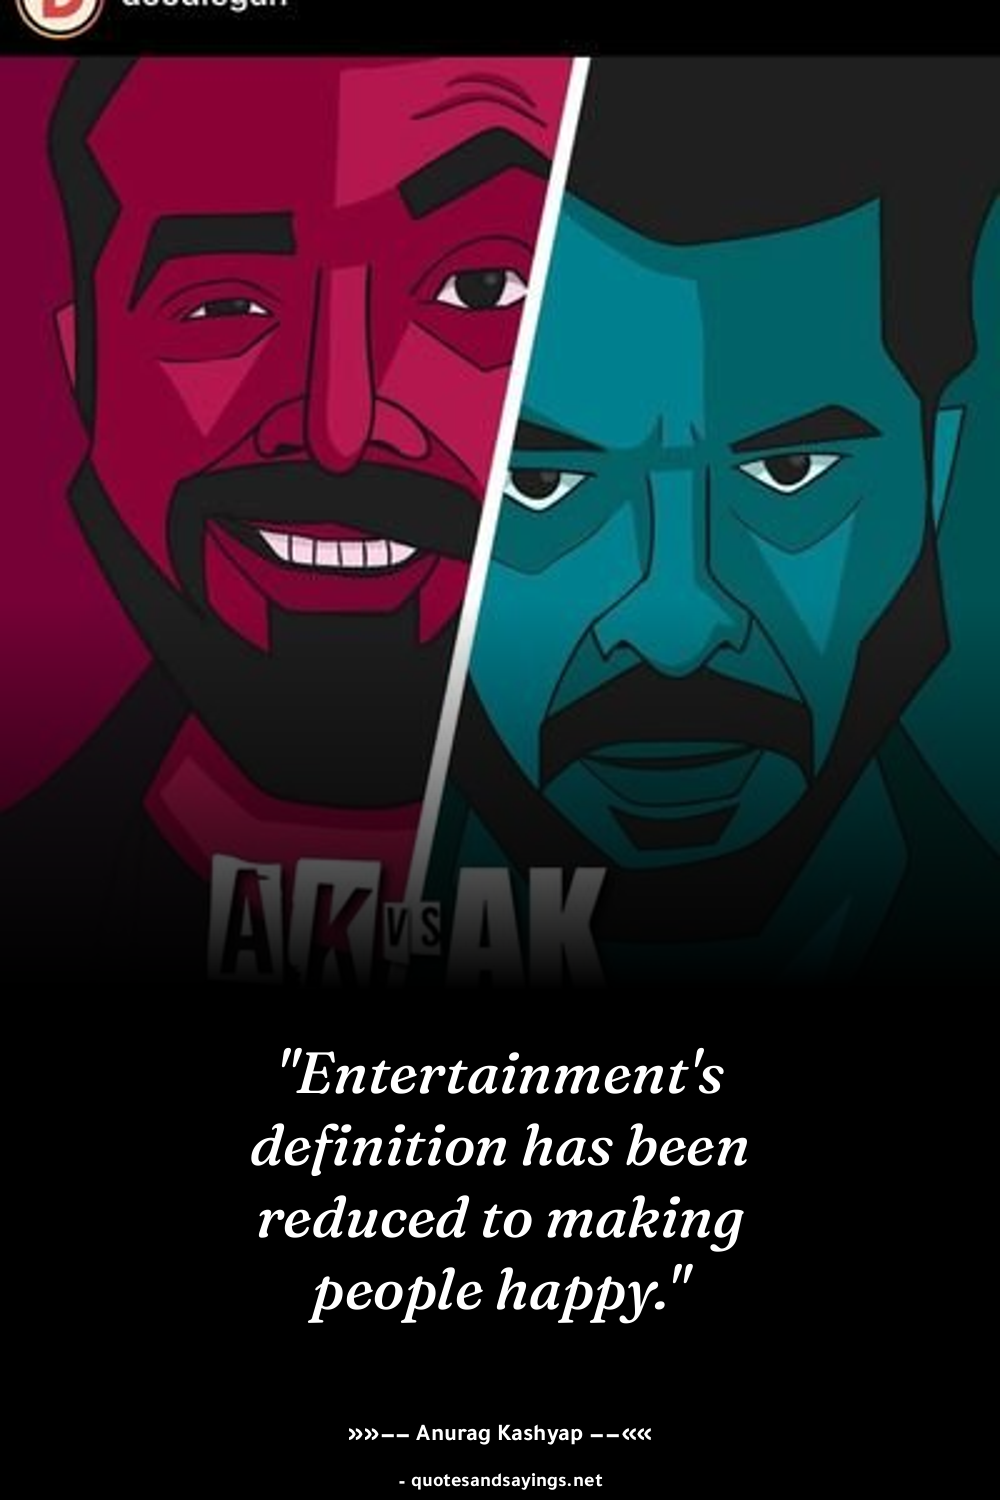 AK VS AK
"Entertainment's
definition has been
reduced to making
people happy."
»»–– Anurag Kashyap ––««
- quotesandsayings.net